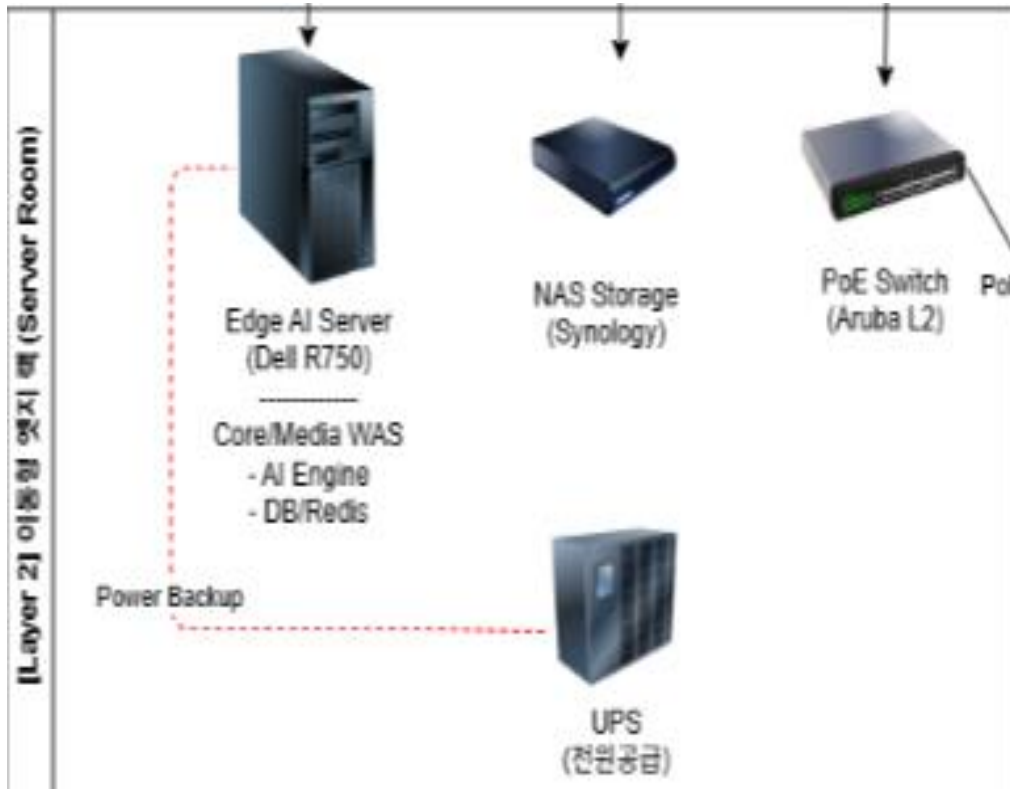 [Layer 2] 이동형 엣지 랙 (Server Room)
Edge AI Server
(Dell R750)
------------
Core/Media WAS
- AI Engine
- DB/Redis
NAS Storage
(Synology)
PoE Switch
(Aruba L2)
Power Backup
UPS
(전원공급)